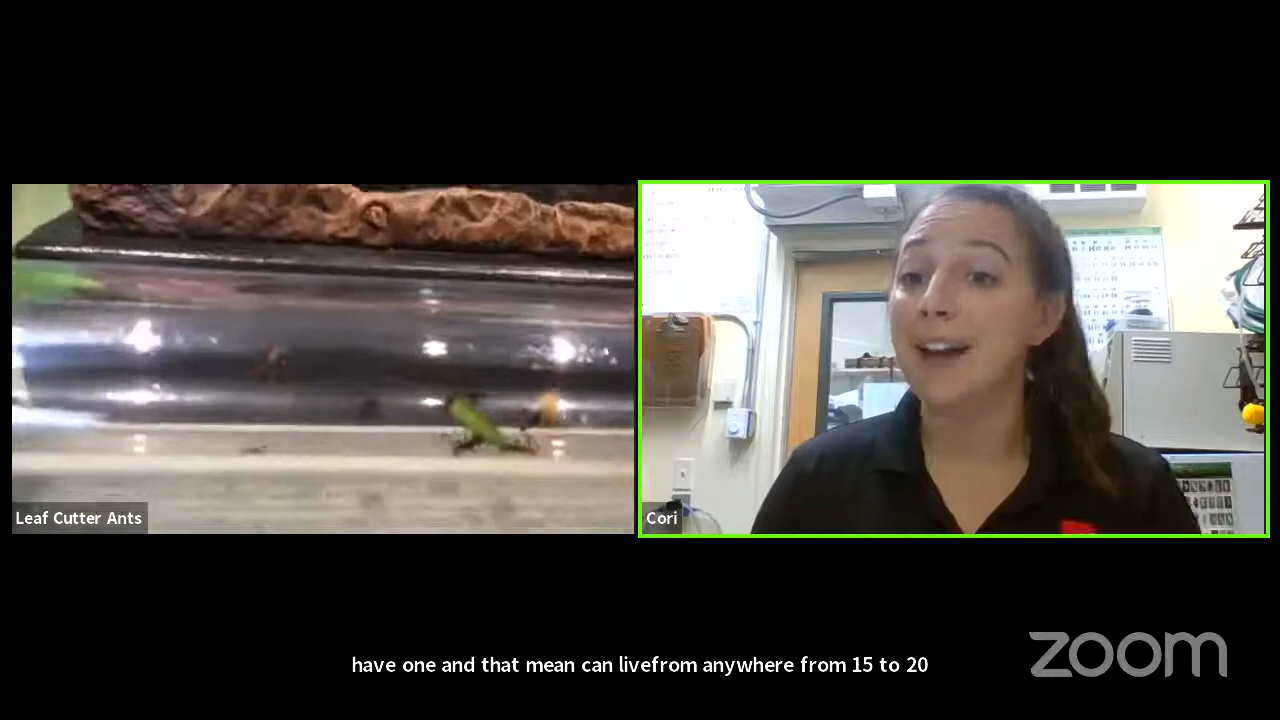 Leaf Cutter Ants
Cori
have one and that mean can livefrom anywhere from 15 to 20
zoom